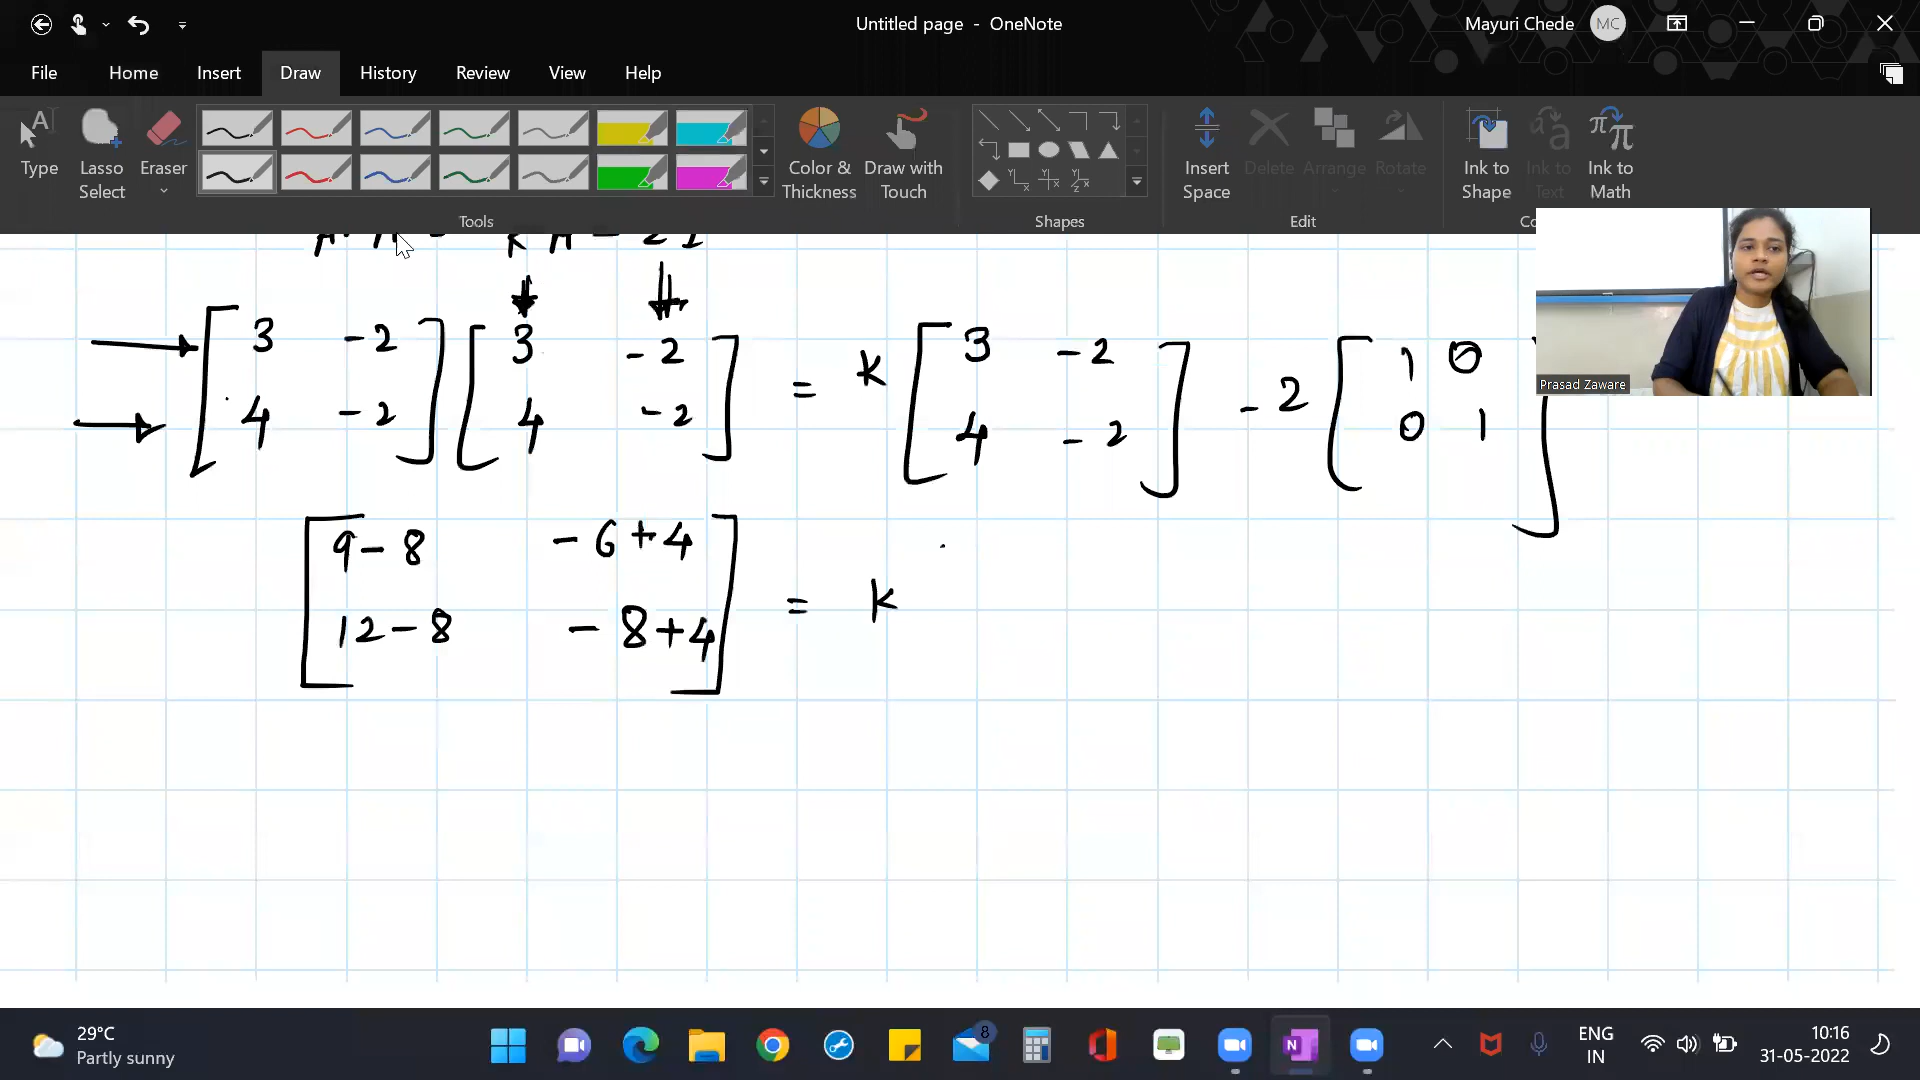 Untitled page - OneNote
Mayuri Chede MC
File Home Insert Draw History Review View Help
Type
Lasso Select
Eraser
Color & Thickness
Draw with Touch
Insert Space
Delete
Arrange
Rotate
Ink to Shape
Ink to Text
Ink to Math
Tools Shapes Edit Co
3 -2 3 -2 = k 3 -2 - 2 1 0
4 -2 4 -2 4 -2 0 1
Prasad Zaware
9-8 -6+4
= k
12-8 -8+4
29°C
Partly sunny
8
ENG
IN
10:16
31-05-2022